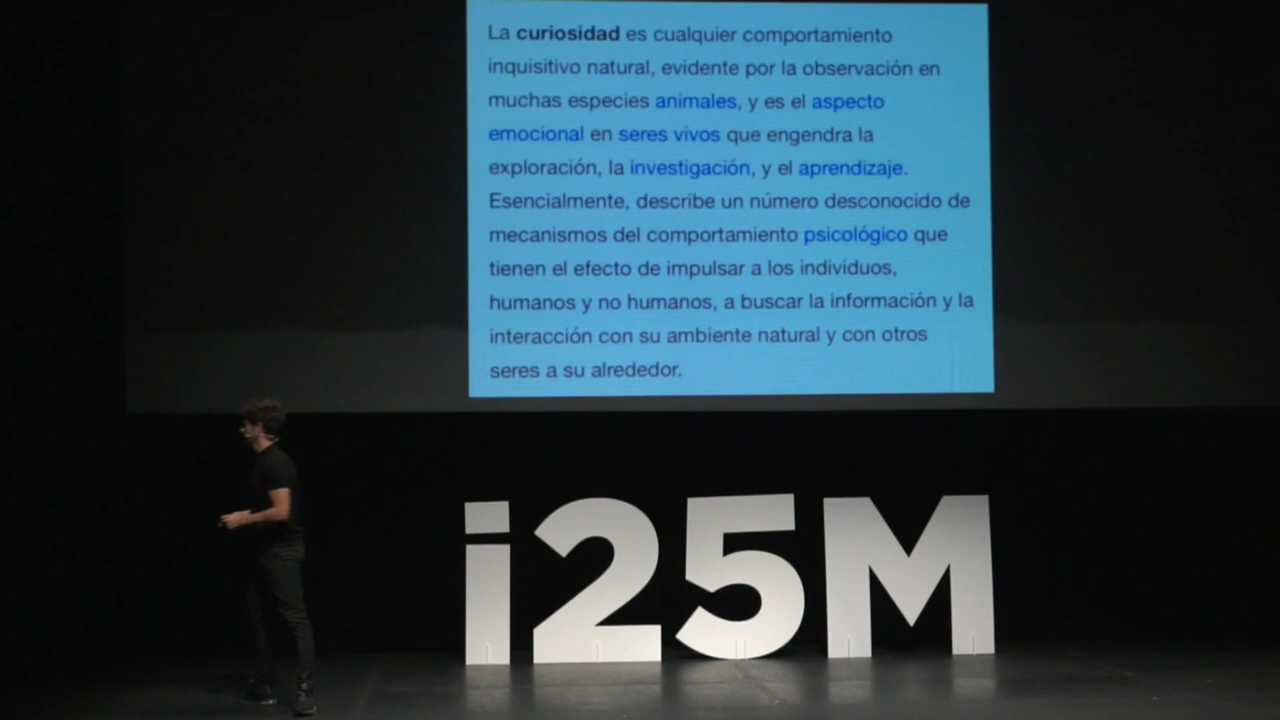 La curiosidad es cualquier comportamiento
inquisitivo natural, evidente por la observación en
muchas especies animales, y es el aspecto
emocional en seres vivos que engendra la
exploración, la investigación, y el aprendizaje.
Esencialmente, describe un número desconocido de
mecanismos del comportamiento psicológico que
tienen el efecto de impulsar a los individuos,
humanos y no humanos, a buscar la información y la
interacción con su ambiente natural y con otros
seres a su alrededor.
i25M